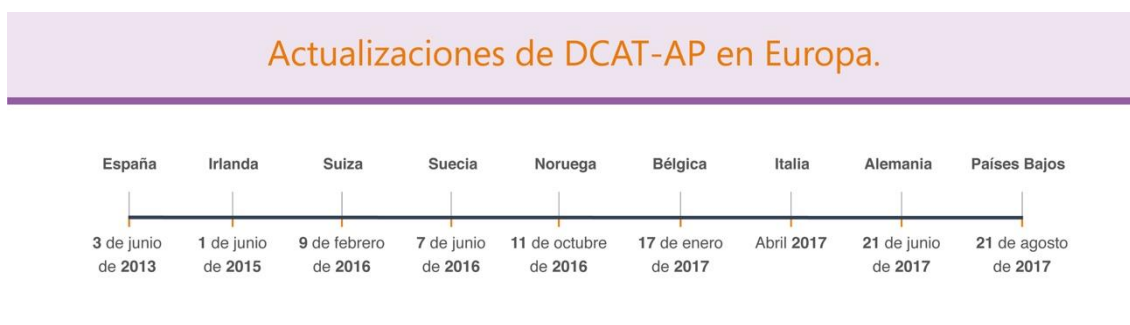 Actualizaciones de DCAT-AP en Europa.
España Irlanda Suiza Suecia Noruega Bélgica Italia Alemania Países Bajos
3 de junio 1 de junio 9 de febrero 7 de junio 11 de octubre 17 de enero Abril 2017 21 de junio 21 de agosto
de 2013 de 2015 de 2016 de 2016 de 2016 de 2017 de 2017 de 2017